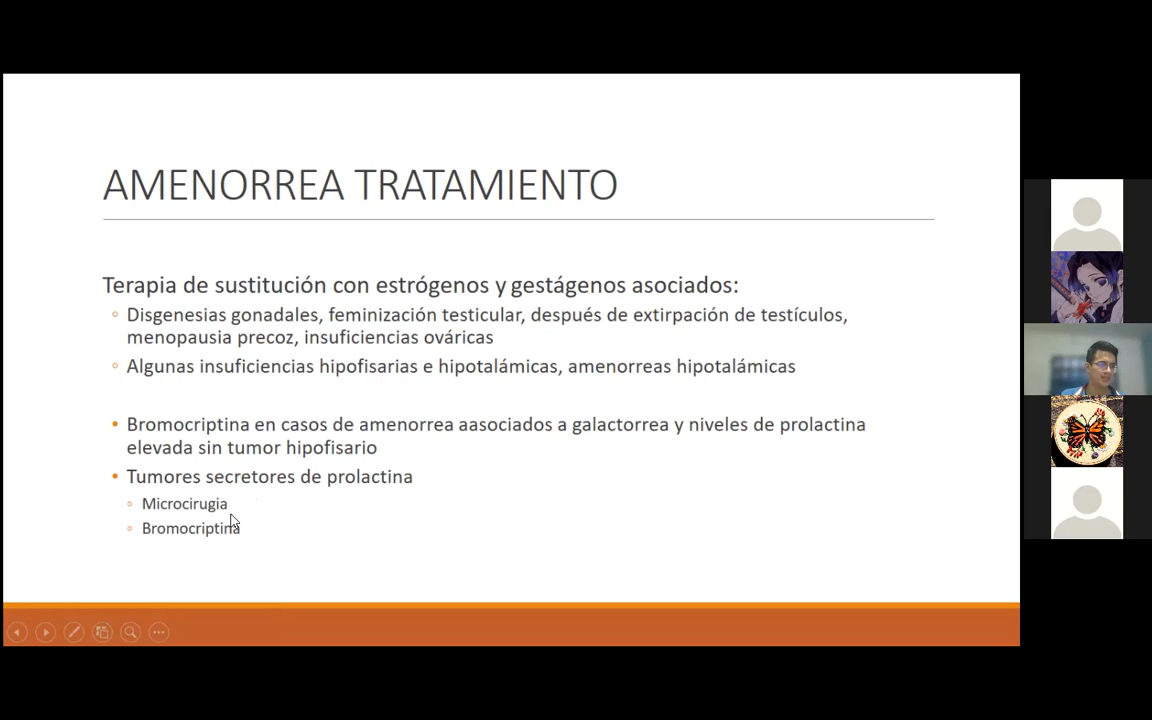 AMENORREA TRATAMIENTO
Terapia de sustitución con estrógenos y gestágenos asociados:
Disgenesias gonadales, feminización testicular, después de extirpación de testículos,
menopausia precoz, insuficiencias ováricas
Algunas insuficiencias hipofisarias e hipotalámicas, amenorreas hipotalámicas
Bromocriptina en casos de amenorrea aasociados a galactorrea y niveles de prolactina
elevada sin tumor hipofisario
Tumores secretores de prolactina
Microcirugia
Bromocriptina